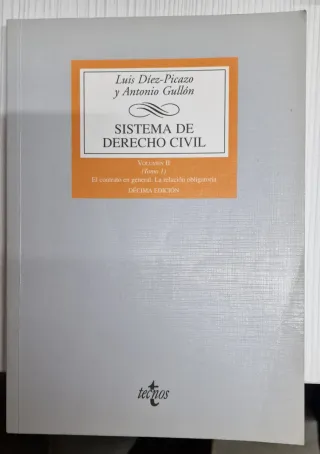 Luis Díez-Picazo
y Antonio Gullón
SISTEMA DE
DERECHO CIVIL
VOLUMEN II
(Tomo 1)
El contrato en general. La relación obligatoria
DÉCIMA EDICIÓN
tecnos